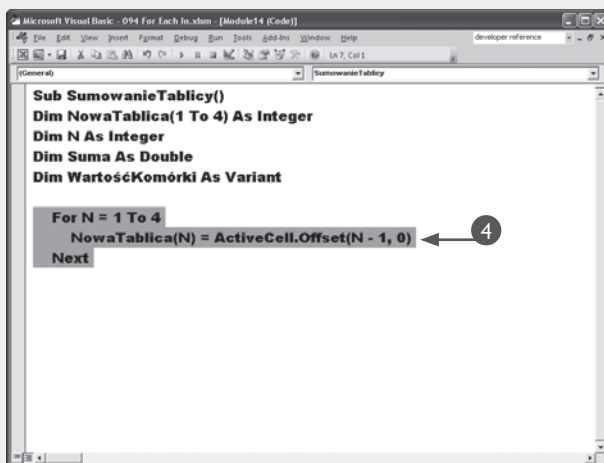 Microsoft Visual Basic - 094 For Each In.xlsm - [Module14 (Code)]
File Edit View Insert Format Debug Run Tools Add-Ins Window Help developer reference
Ln 7, Col 1
(General) SumowanieTablicy
Sub SumowanieTablicy()
Dim NowaTablica(1 To 4) As Integer
Dim N As Integer
Dim Suma As Double
Dim WartośćKomórki As Variant
For N = 1 To 4
NowaTablica(N) = ActiveCell.Offset(N - 1, 0) 4
Next